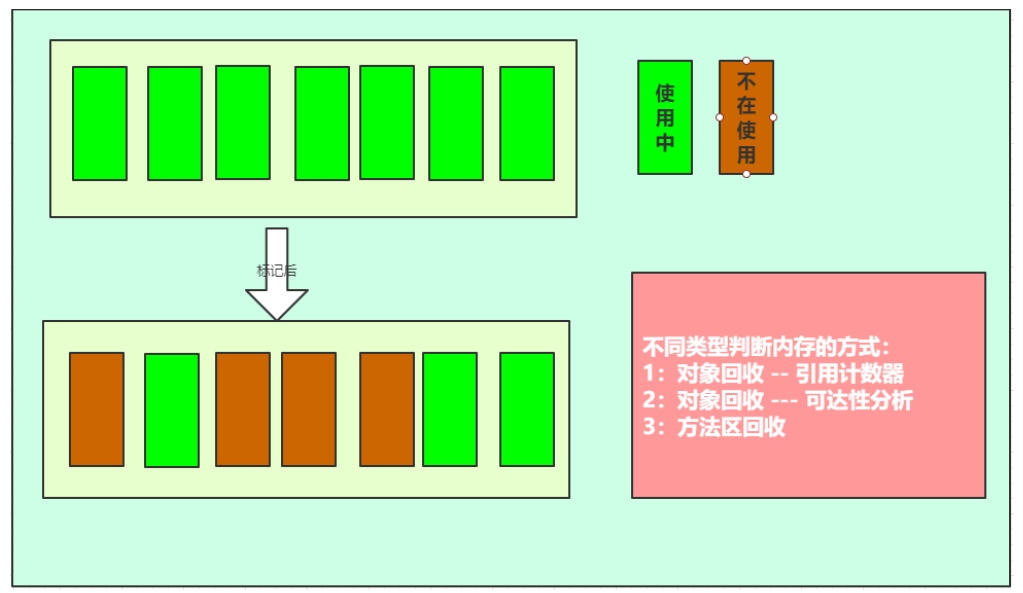 使用中
不在使用
标记后
不同类型判断内存的方式：
1：对象回收 -- 引用计数器
2：对象回收 --- 可达性分析
3：方法区回收